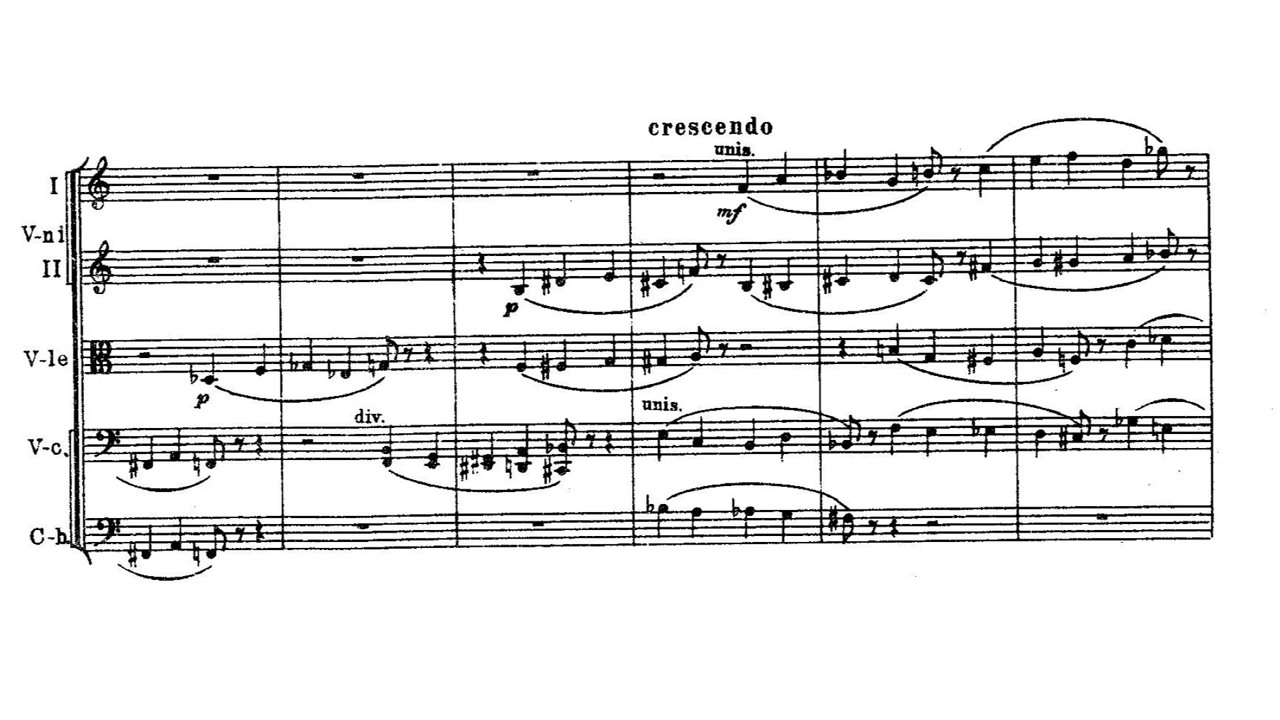 crescendo
unis.
I
mf
V-ni
II
p
V-le
p
div.
unis.
V-c.
C-b.